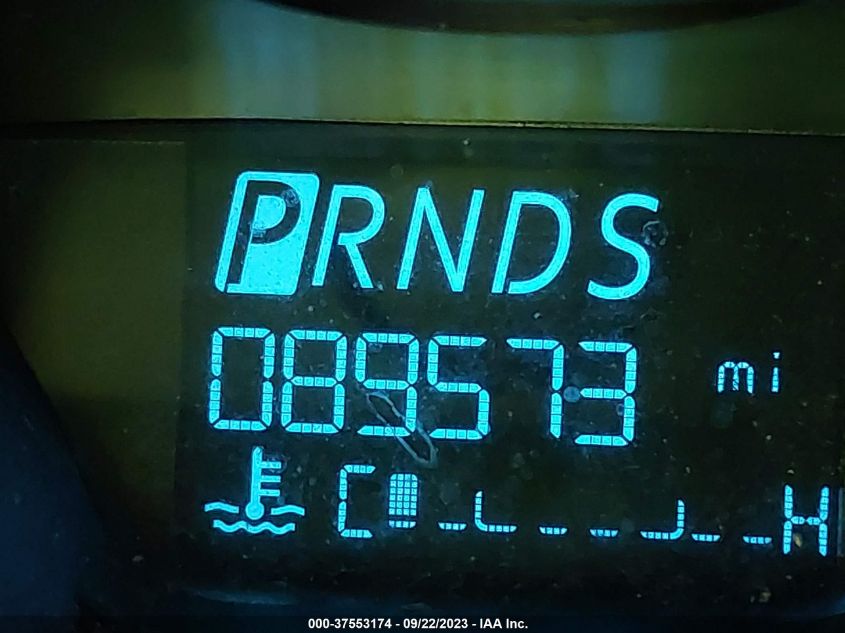 PRNDS
089573 mi
C H
000-37553174 - 09/22/2023 - IAA Inc.